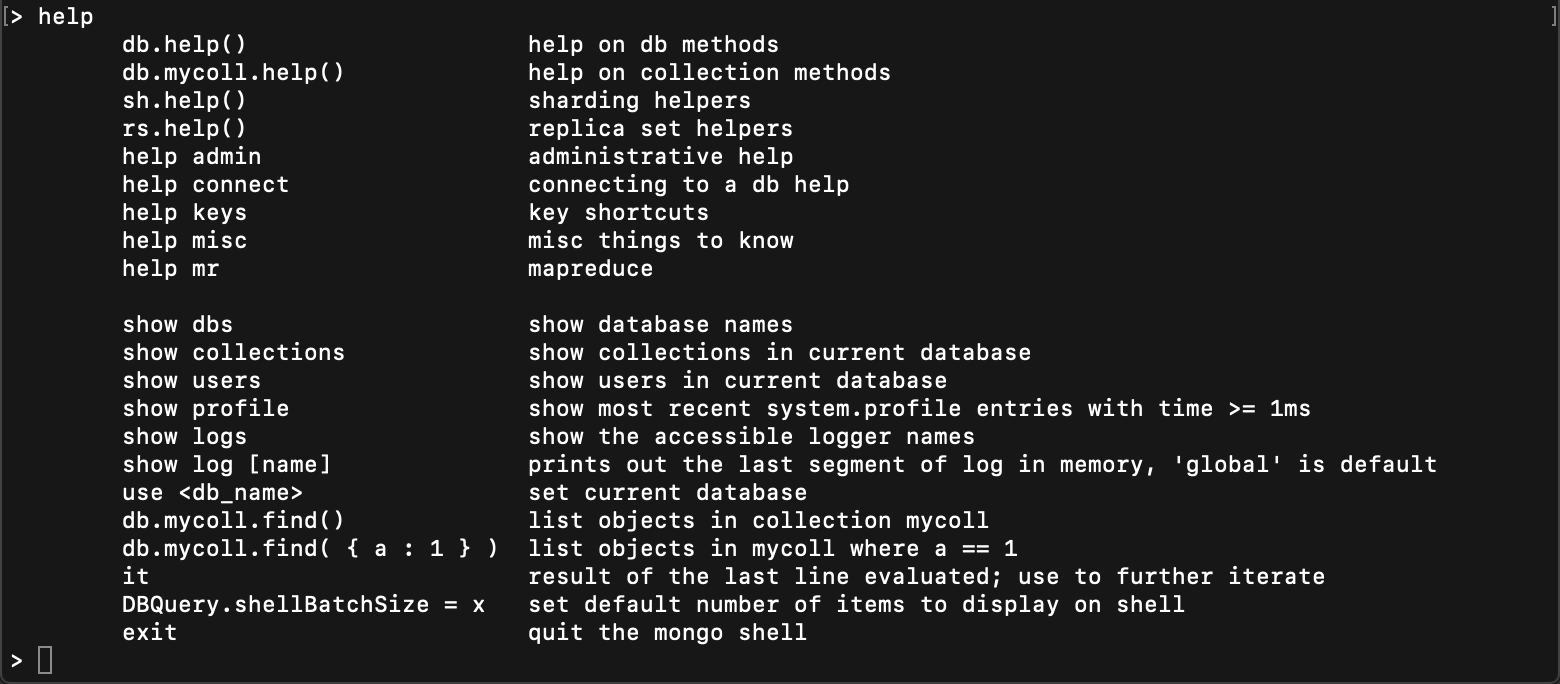 [> help ]
db.help() help on db methods
db.mycoll.help() help on collection methods
sh.help() sharding helpers
rs.help() replica set helpers
help admin administrative help
help connect connecting to a db help
help keys key shortcuts
help misc misc things to know
help mr mapreduce
show dbs show database names
show collections show collections in current database
show users show users in current database
show profile show most recent system.profile entries with time >= 1ms
show logs show the accessible logger names
show log [name] prints out the last segment of log in memory, 'global' is default
use <db_name> set current database
db.mycoll.find() list objects in collection mycoll
db.mycoll.find( { a : 1 } ) list objects in mycoll where a == 1
it result of the last line evaluated; use to further iterate
DBQuery.shellBatchSize = x set default number of items to display on shell
exit quit the mongo shell
>